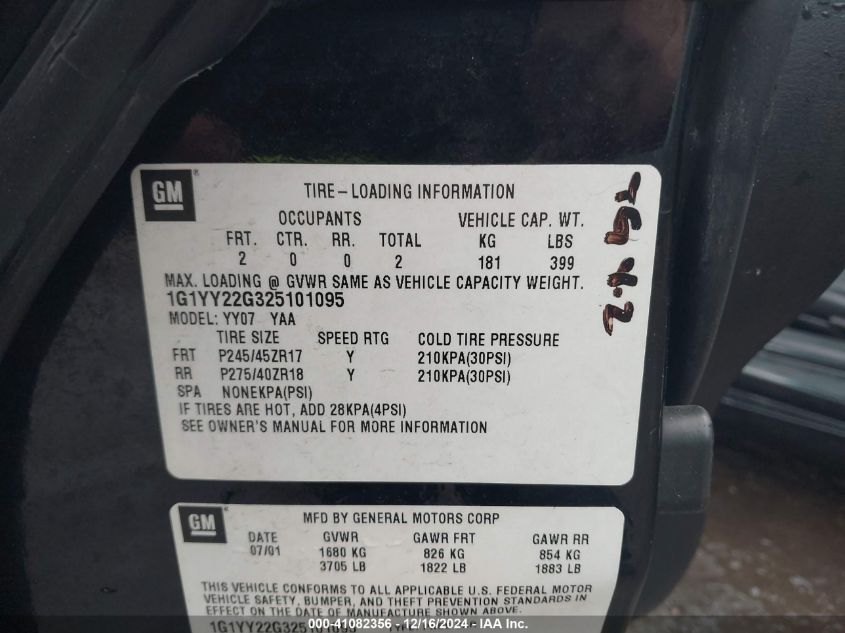 GM
TIRE-LOADING INFORMATION
OCCUPANTS VEHICLE CAP. WT.
FRT. CTR. RR. TOTAL KG LBS
2 0 0 2 181 399
MAX. LOADING @ GVWR SAME AS VEHICLE CAPACITY WEIGHT.
1G1YY22G325101095
MODEL: YY07 YAA
TIRE SIZE SPEED RTG COLD TIRE PRESSURE
FRT P245/45ZR17 Y 210KPA(30PSI)
RR P275/40ZR18 Y 210KPA(30PSI)
SPA NONEKPA(PSI)
IF TIRES ARE HOT, ADD 28KPA(4PSI)
SEE OWNER'S MANUAL FOR MORE INFORMATION
GM
MFD BY GENERAL MOTORS CORP
DATE GVWR GAWR FRT GAWR RR
07/01 1680 KG 826 KG 854 KG
3705 LB 1822 LB 1883 LB
THIS VEHICLE CONFORMS TO ALL APPLICABLE U.S. FEDERAL MOTOR
VEHICLE SAFETY, BUMPER, AND THEFT PREVENTION STANDARDS IN
EFFECT ON THE DATE OF MANUFACTURE SHOWN ABOVE.
1G1YY22G325101095
000-41082356 - 12/16/2024 - IAA Inc.